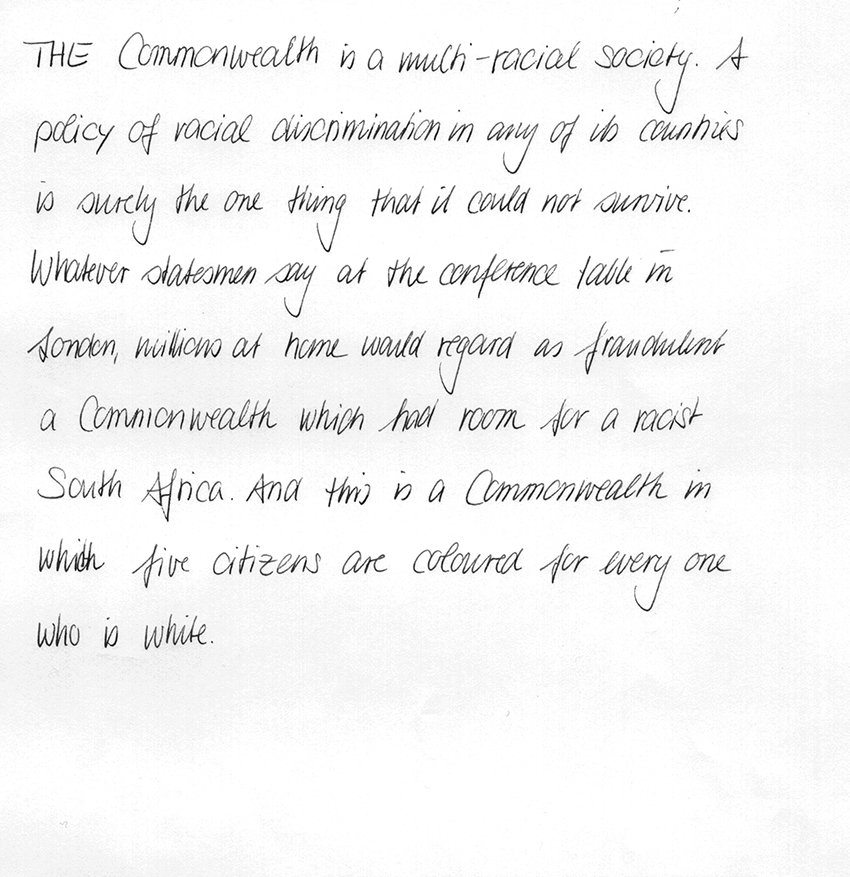 THE Commonwealth is a multi-racial society. A
policy of racial discrimination in any of its countries
is surely the one thing that it could not survive.
Whatever statesmen say at the conference table in
London, millions at home would regard as fraudulent
a Commonwealth which had room for a racist
South Africa. And this is a Commonwealth in
which five citizens are coloured for every one
who is white.